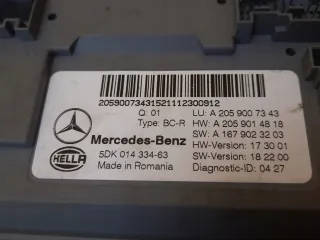 20590073431521112300912
Q: 01
LU: A 205 900 73 43
Type: BC-R
HW: A 205 901 48 18
SW: A 167 902 32 03
Mercedes-Benz
HW-Version: 17 30 01
5DK 014 334-63
SW-Version: 18 22 00
HELLA
Made in Romania
Diagnostic-ID: 04 27